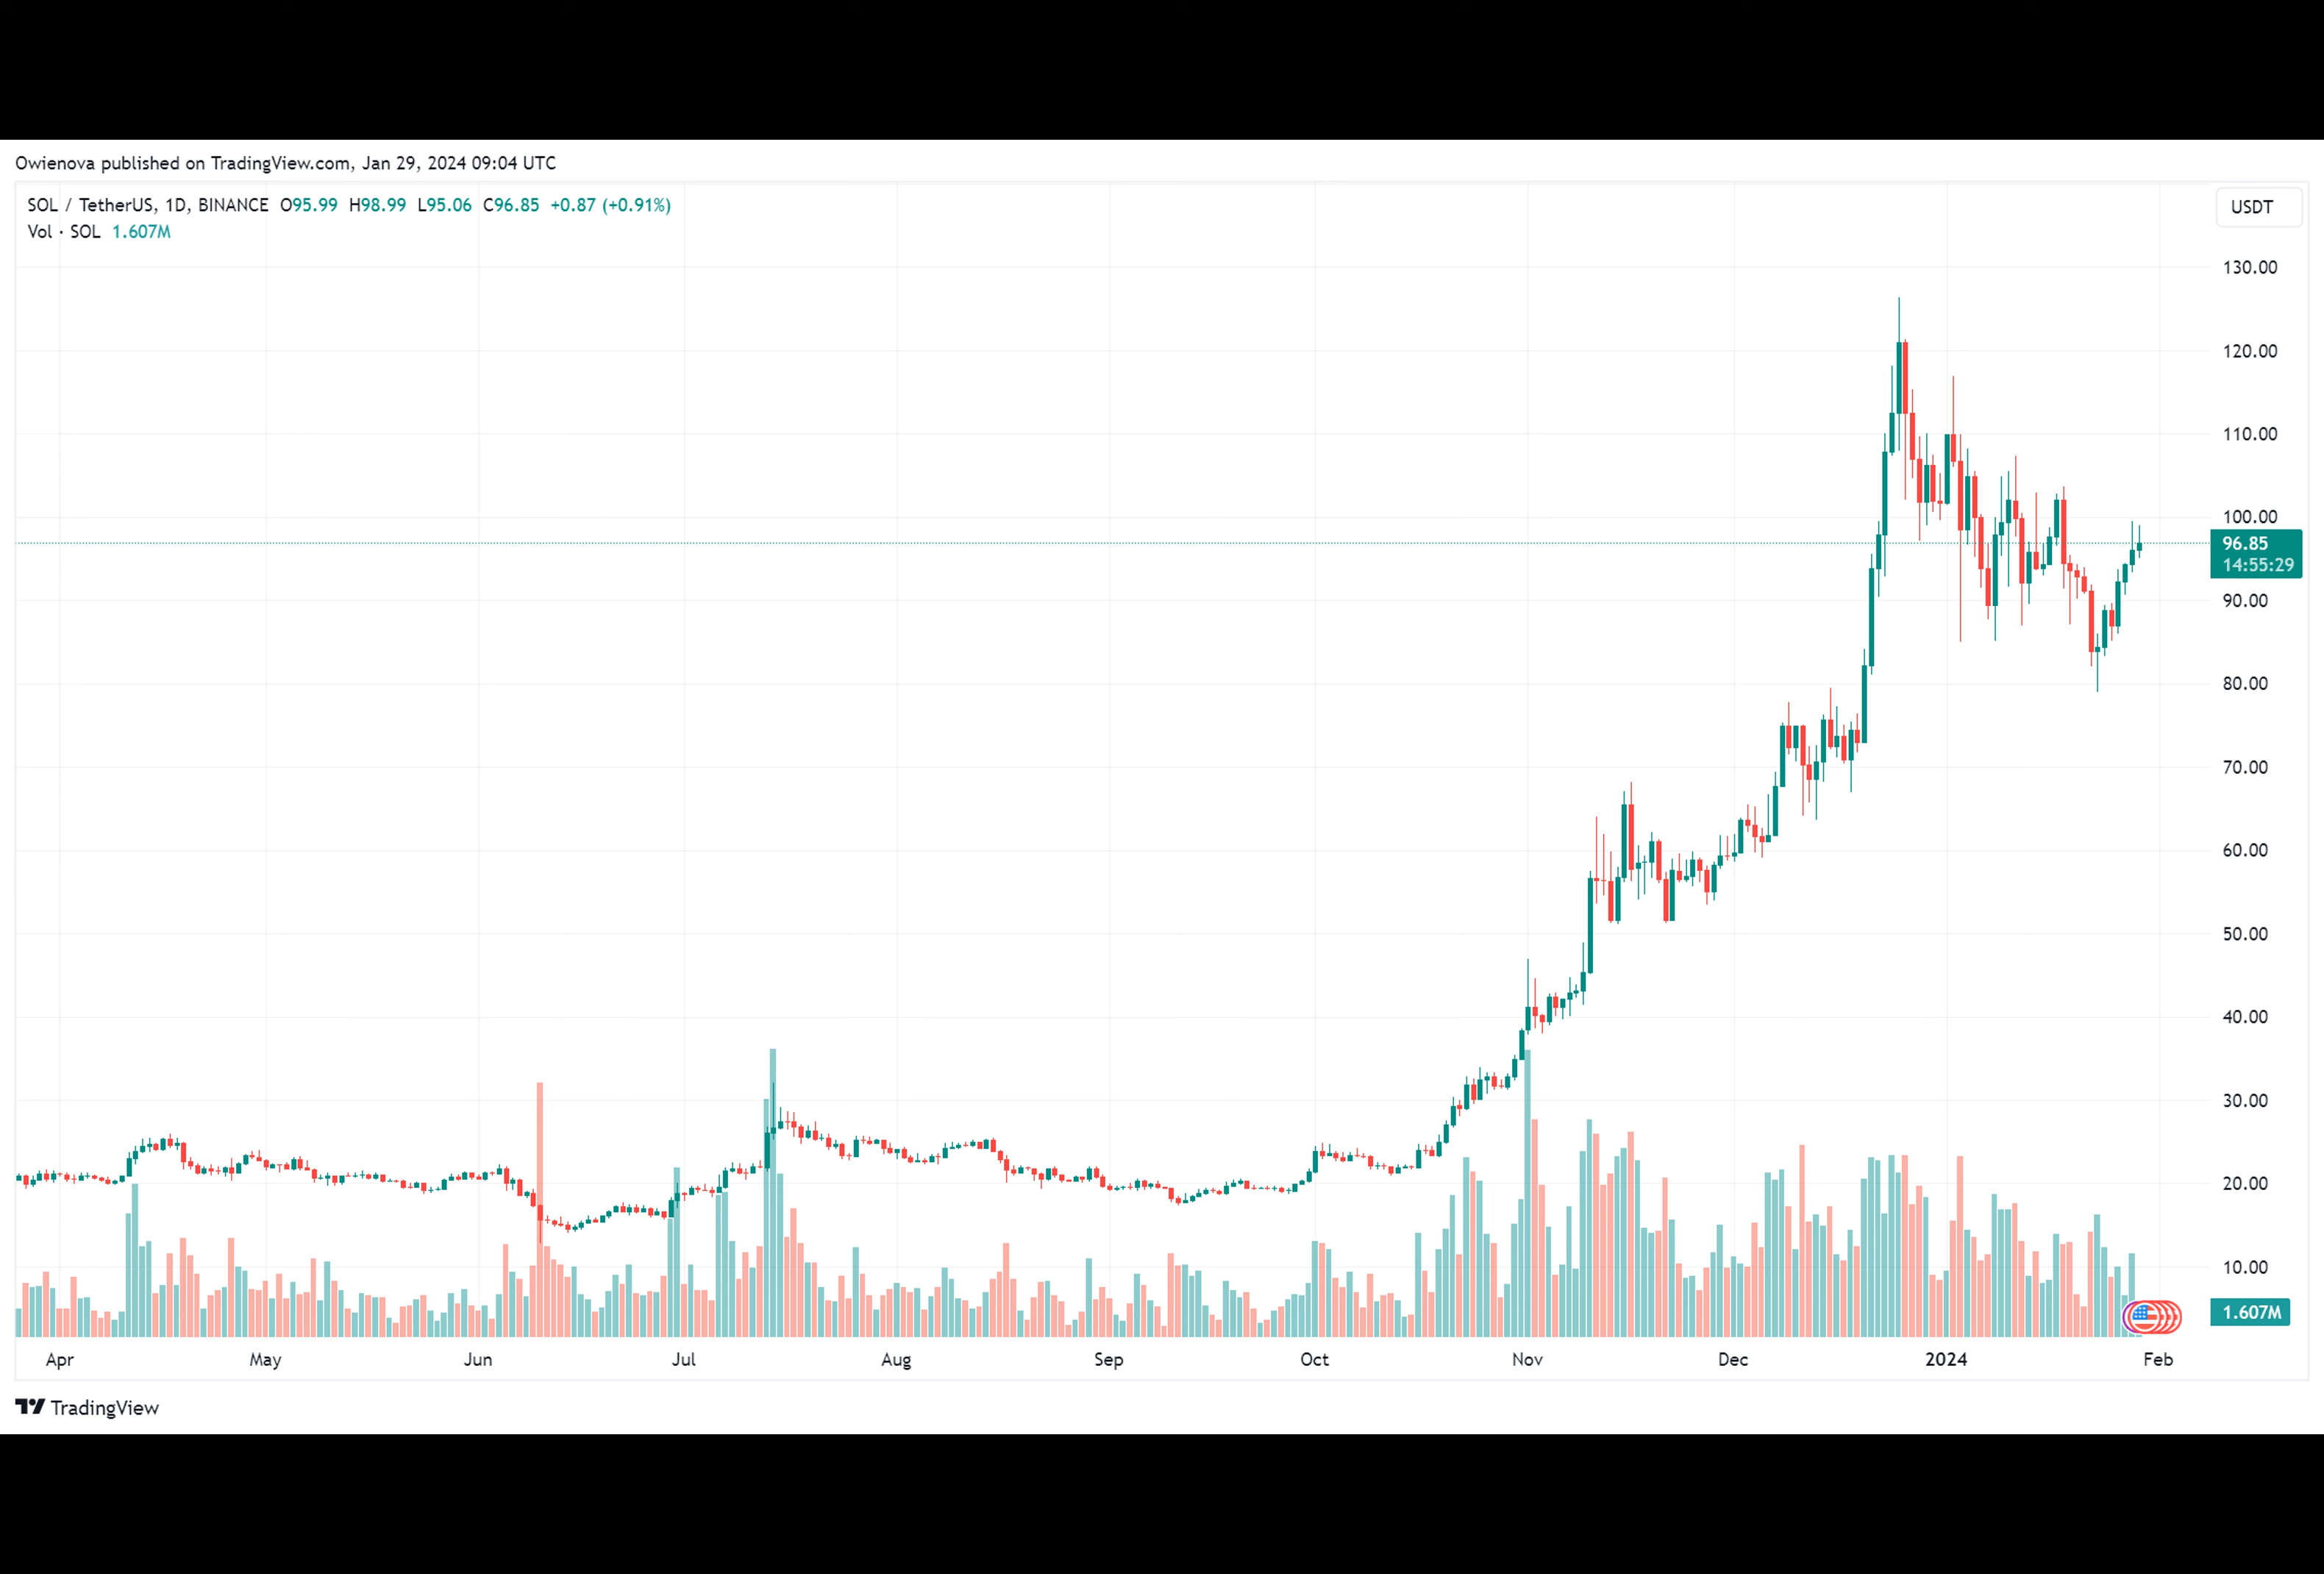 Owienova published on TradingView.com, Jan 29, 2024 09:04 UTC
SOL / TetherUS, 1D, BINANCE O95.99 H98.99 L95.06 C96.85 +0.87 (+0.91%)
Vol · SOL 1.607M
USDT
130.00
120.00
110.00
100.00
96.85
14:55:29
90.00
80.00
70.00
60.00
50.00
40.00
30.00
20.00
10.00
1.607M
Apr May Jun Jul Aug Sep Oct Nov Dec 2024 Feb
TradingView